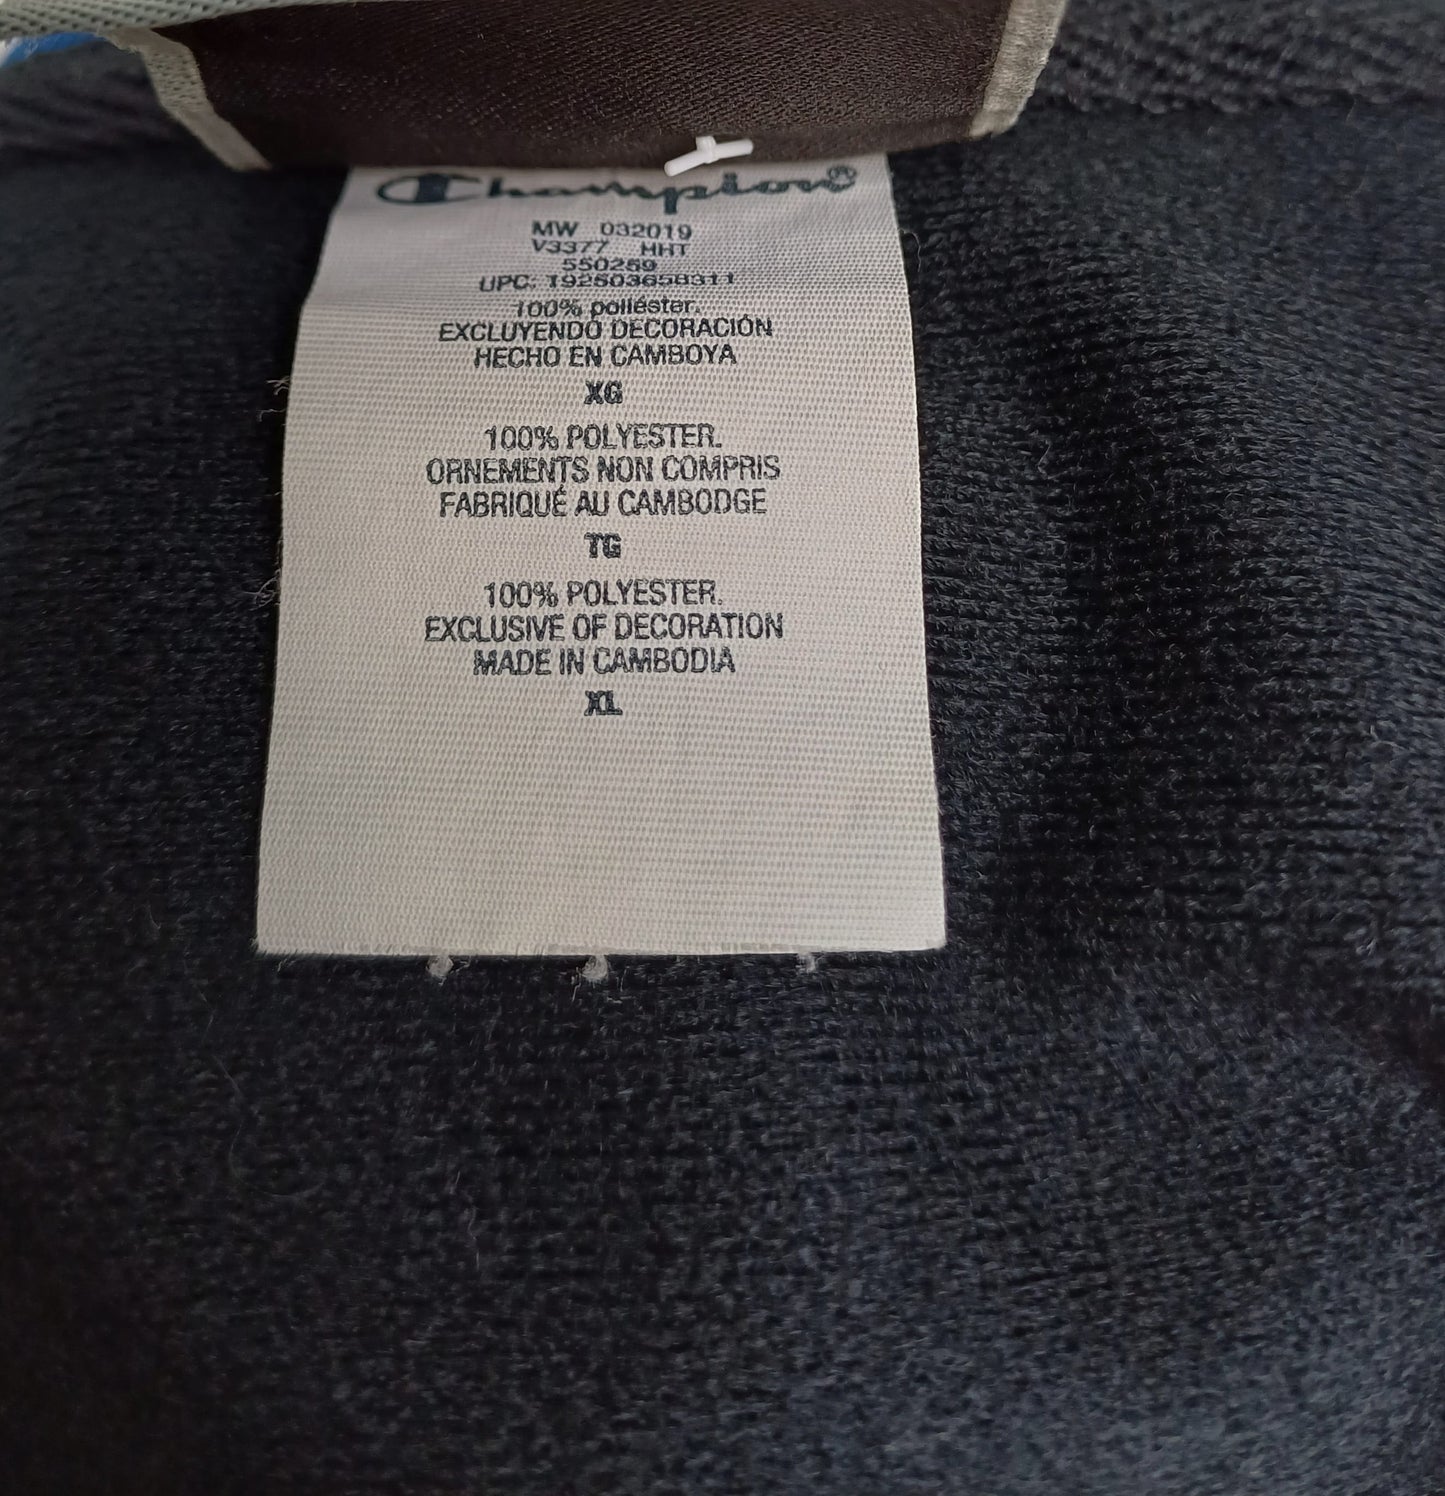 Champion®
MW 032019
V3377 HHT
550259
UPC: 192503658311
100% poliéster.
EXCLUYENDO DECORACIÓN
HECHO EN CAMBOYA
XG
100% POLYESTER.
ORNEMENTS NON COMPRIS
FABRIQUÉ AU CAMBODGE
TG
100% POLYESTER.
EXCLUSIVE OF DECORATION
MADE IN CAMBODIA
XL